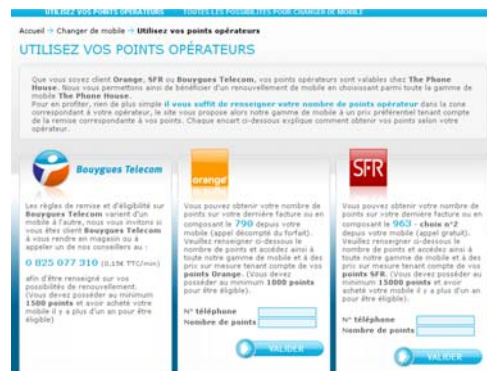 UTILISEZ VOS POINTS OPÉRATEURS TOUTES LES POSSIBILITÉS POUR CHANGER DE MOBILE
Accueil → Changer de mobile → Utilisez vos points opérateurs
UTILISEZ VOS POINTS OPÉRATEURS
Que vous soyez client Orange, SFR ou Bouygues Telecom, vos points opérateurs sont valables chez The Phone
House. Nous vous permettons ainsi de bénéficier d'un renouvellement de mobile en choisissant parmi toute la gamme de
mobile The Phone House.
Pour en profiter, rien de plus simple il vous suffit de renseigner votre nombre de points opérateur dans la zone
correspondant à votre opérateur, le site vous propose alors notre gamme de mobile à un prix préférentiel tenant compte
de la remise correspondante à vos points. Chaque encart ci-dessous explique comment obtenir vos points selon votre
opérateur.
Bouygues Telecom
Les règles de remise et d'éligibilité sur
Bouygues Telecom varient d'un
mobile à l'autre, nous vous invitons si
vous êtes client Bouygues Telecom
à vous rendre en magasin ou à
appeler un de nos conseillers au :
0 825 077 310 (0,15€ TTC/min)
afin d'être renseigné sur vos
possibilités de renouvellement.
(Vous devez posséder au minimum
1500 points et avoir acheté votre
mobile il y a plus d'un an pour être
éligible)
orange
Vous pouvez obtenir votre nombre de
points sur votre dernière facture ou en
composant le 790 depuis votre
mobile (appel décompté du forfait).
Veuillez renseigner ci-dessous le
nombre de points et accédez ainsi à
toute notre gamme de mobile et à des
prix sur mesure tenant compte de vos
points Orange. (Vous devez
posséder au minimum 1000 points
pour être éligible).
N° téléphone
Nombre de points
VALIDER
SFR
Vous pouvez obtenir votre nombre de
points sur votre dernière facture ou en
composant le 963 - choix n°2
depuis votre mobile (appel gratuit).
Veuillez renseigner ci-dessous le
nombre de points et accédez ainsi à
toute notre gamme de mobile et à des
prix sur mesure tenant compte de vos
points SFR. (Vous devez posséder au
minimum 15000 points et avoir
acheté votre mobile il y a plus d'un an
pour être éligible).
N° téléphone
Nombre de points
VALIDER